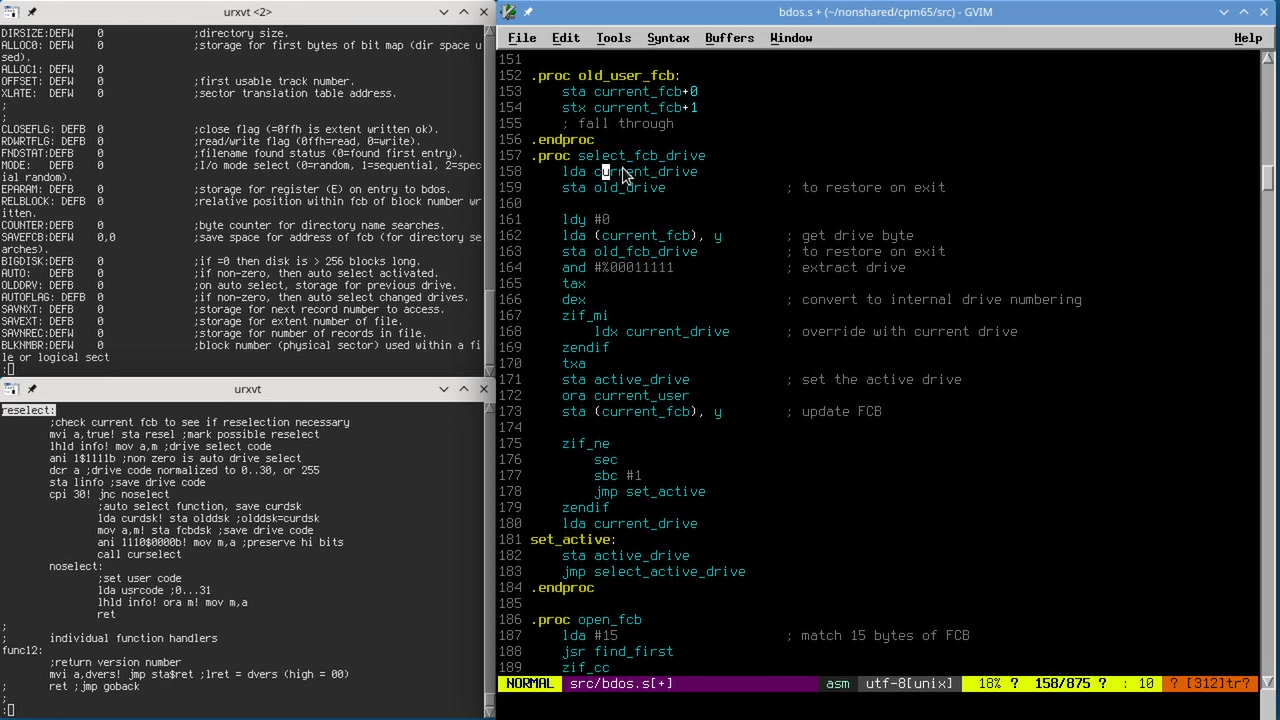 urxvt <2>
DIRSIZE:DEFW    0               ;directory size.
ALLOC0: DEFW    0               ;storage for first bytes of bit map (dir space u
sed).
ALLOC1: DEFW    0
OFFSET: DEFW    0               ;first usable track number.
XLATE:  DEFW    0               ;sector translation table address.
;
;
CLOSEFLG: DEFB  0               ;close flag (=0ffh is extent written ok).
RDWRTFLG: DEFB  0               ;read/write flag (0ffh=read, 0=write).
FNDSTAT:DEFB    0               ;filename found status (0=found first entry).
MODE:   DEFB    0               ;I/o mode select (0=random, 1=sequential, 2=spec
ial random).
EPARAM: DEFB    0               ;storage for register (E) on entry to bdos.
RELBLOCK: DEFB  0               ;relative position within fcb of block number wr
itten.
COUNTER:DEFB    0               ;byte counter for directory name searches.
SAVEFCB:DEFW    0,0             ;save space for address of fcb (for directory se
arches).
BIGDISK:DEFB    0               ;if =0 then disk is > 256 blocks long.
AUTO:   DEFB    0               ;if non-zero, then auto select activated.
OLDDRV: DEFB    0               ;on auto select, storage for previous drive.
AUTOFLAG: DEFB  0               ;if non-zero, then auto select changed drives.
SAVNXT: DEFB    0               ;storage for next record number to access.
SAVEXT: DEFB    0               ;storage for extent number of file.
SAVNREC:DEFW    0               ;storage for number of records in file.
BLKNMBR:DEFW    0               ;block number (physical sector) used within a fi
le or logical sect
:
urxvt
reselect:
        ;check current fcb to see if reselection necessary
        mvi a,true! sta resel ;mark possible reselect
        lhld info! mov a,m ;drive select code
        ani 1$1111b ;non zero is auto drive select
        dcr a ;drive code normalized to 0..30, or 255
        sta linfo ;save drive code
        cpi 30! jnc noselect
                ;auto select function, save curdsk
                lda curdsk! sta olddsk ;olddsk=curdsk
                mov a,m! sta fcbdsk ;save drive code
                ani 1110$0000b! mov m,a ;preserve hi bits
                call curselect
        noselect:
                ;set user code
                lda usrcode ;0...31
                lhld info! ora m! mov m,a
                ret
;
;       individual function handlers
func12:
        ;return version number
        mvi a,dvers! jmp sta$ret ;lret = dvers (high = 00)
;       ret ;jmp goback
;
:
bdos.s + (~/nonshared/cpm65/src) - GVIM
File  Edit  Tools  Syntax  Buffers  Window  Help
151
152 .proc old_user_fcb:
153     sta current_fcb+0
154     stx current_fcb+1
155     ; fall through
156 .endproc
157 .proc select_fcb_drive
158     lda current_drive
159     sta old_drive               ; to restore on exit
160
161     ldy #0
162     lda (current_fcb), y        ; get drive byte
163     sta old_fcb_drive           ; to restore on exit
164     and #%00011111              ; extract drive
165     tax
166     dex                         ; convert to internal drive numbering
167     zif_mi
168         ldx current_drive       ; override with current drive
169     zendif
170     txa
171     sta active_drive            ; set the active drive
172     ora current_user
173     sta (current_fcb), y        ; update FCB
174
175     zif_ne
176         sec
177         sbc #1
178         jmp set_active
179     zendif
180     lda current_drive
181 set_active:
182     sta active_drive
183     jmp select_active_drive
184 .endproc
185
186 .proc open_fcb
187     lda #15                     ; match 15 bytes of FCB
188     jsr find_first
189     zif_cc
NORMAL  src/bdos.s[+]  asm  utf-8[unix]  18% ?  158/875 ? : 10  ? [312]tr?